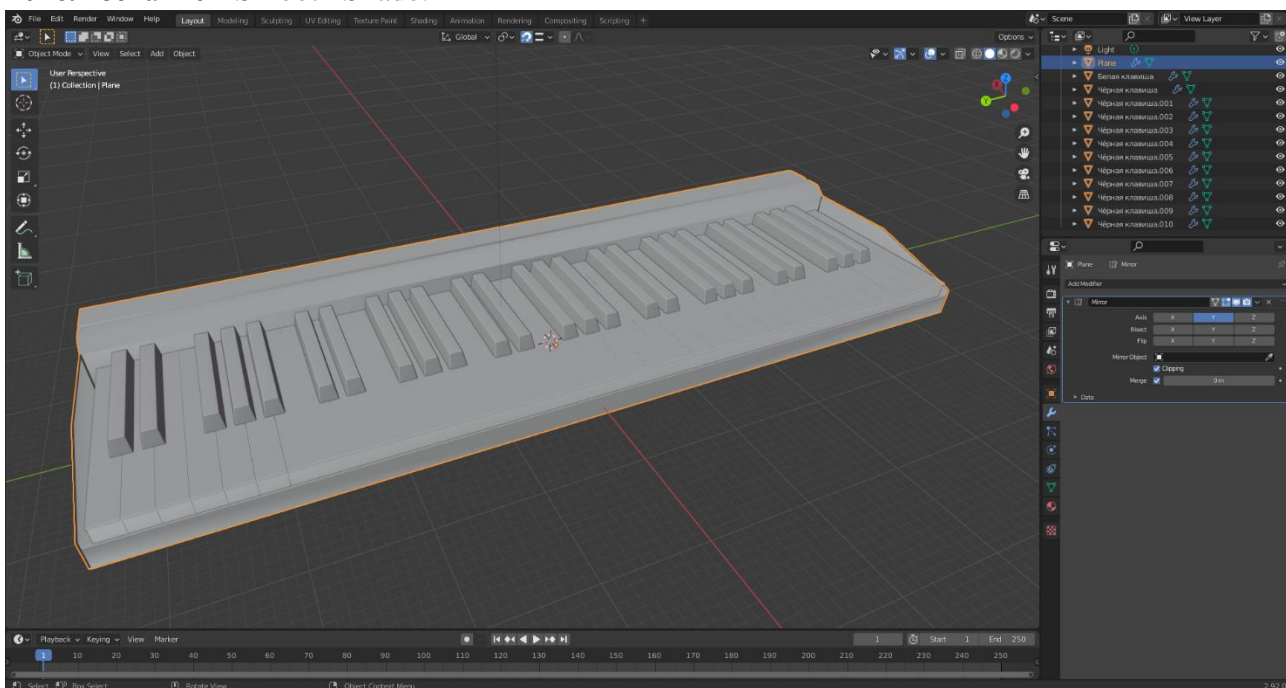 File Edit Render Window Help Layout Modeling Sculpting UV Editing Texture Paint Shading Animation Rendering Compositing Scripting + Scene View Layer
Global Options
Object Mode View Select Add Object
User Perspective
(1) Collection | Plane
Light
Plane
Белая клавиша
Чёрная клавиша
Чёрная клавиша.001
Чёрная клавиша.002
Чёрная клавиша.003
Чёрная клавиша.004
Чёрная клавиша.005
Чёрная клавиша.006
Чёрная клавиша.007
Чёрная клавиша.008
Чёрная клавиша.009
Чёрная клавиша.010
Plane Mirror
Add Modifier
Mirror
Axis X Y Z
Bisect X Y Z
Flip X Y Z
Mirror Object
Clipping
Merge 0 m
Data
X
Y
Z
Playback Keying View Marker 1 Start 1 End 250
1 10 20 30 40 50 60 70 80 90 100 110 120 130 140 150 160 170 180 190 200 210 220 230 240 250
Select Box Select Rotate View Object Context Menu 2.92.0